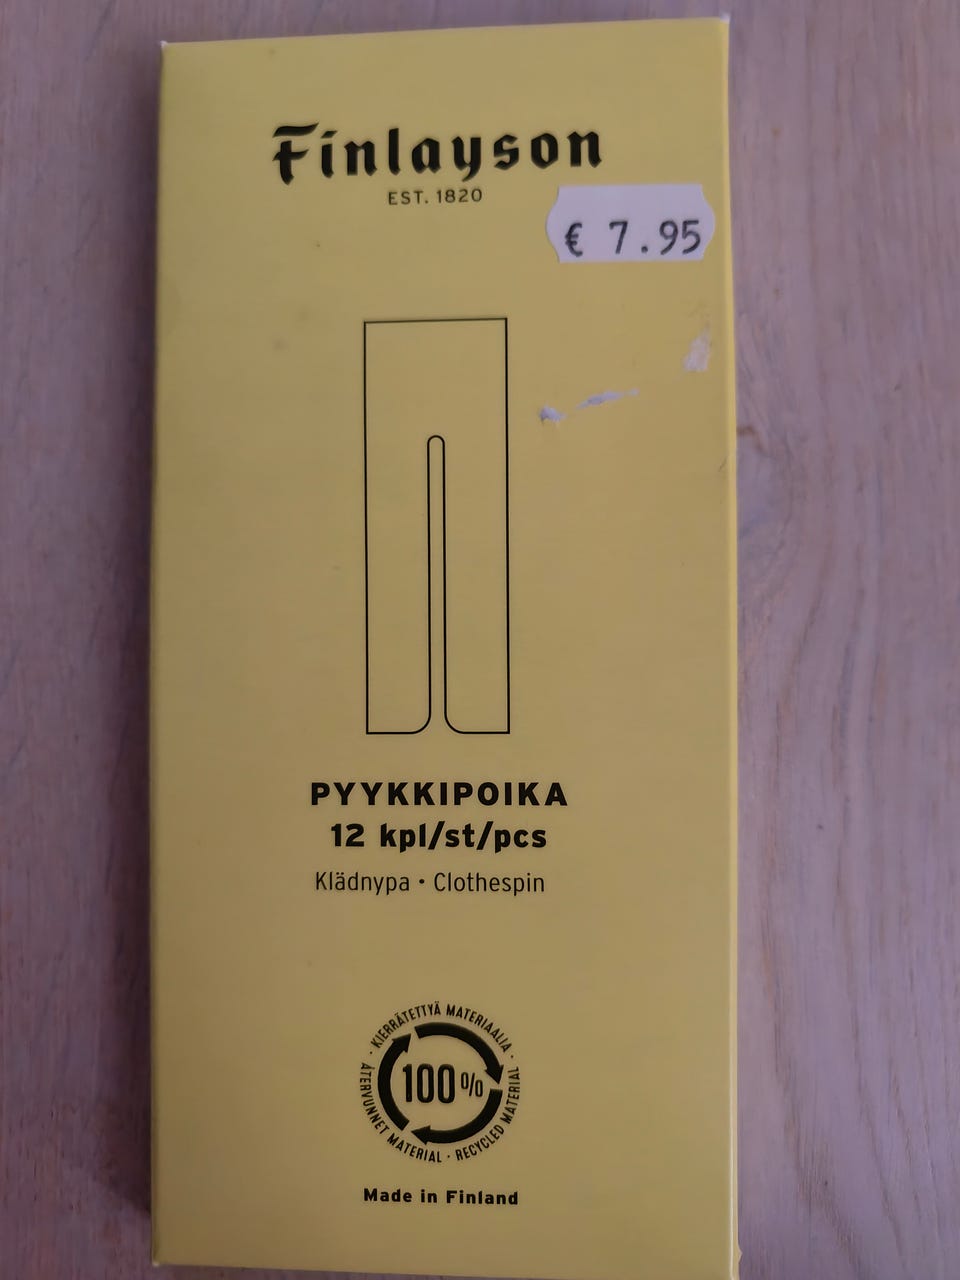 Finlayson
EST. 1820
€ 7.95
PYYKKIPOIKA
12 kpl/st/pcs
Klädnypa • Clothespin
· KIERRÄTETTYÄ MATERIAALIA · RECYCLED MATERIAL · ÅTERVUNNET MATERIAL
100%
Made in Finland